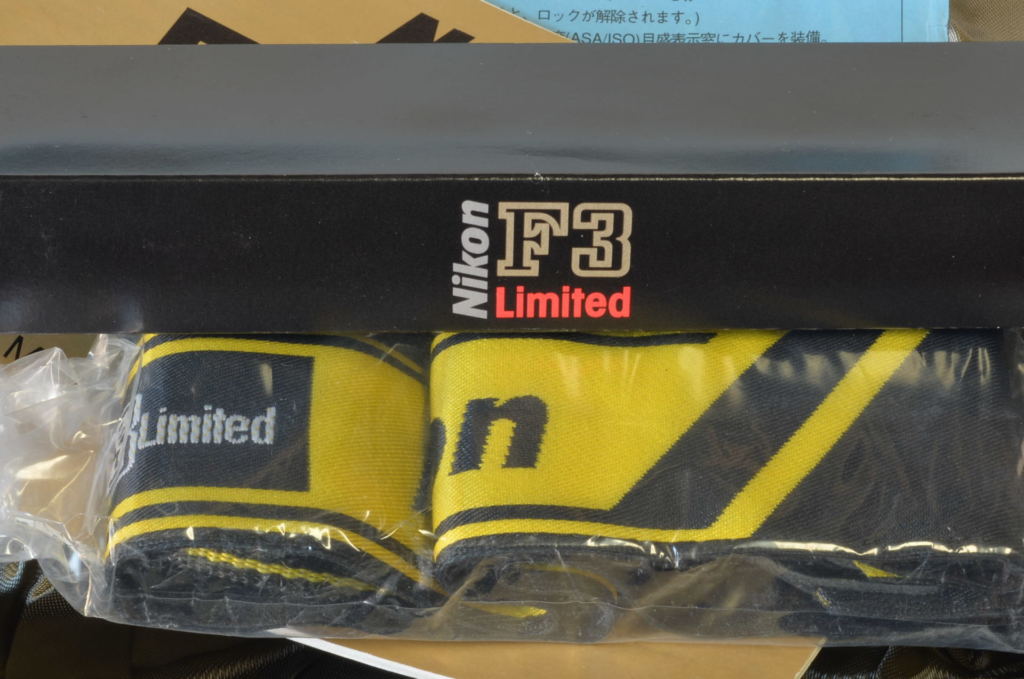 と、ロックが解除されます。)
(ASA/ISO)目盛表示窓にカバーを装備。
Nikon
F3
Limited
Limited
on